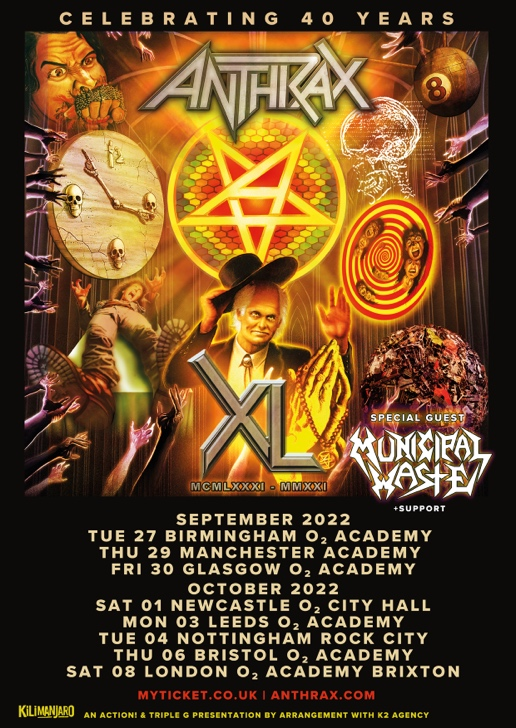 CELEBRATING 40 YEARS
ANTHRAX
8
12
XL
MCMLXXXI - MMXXI
SPECIAL GUEST
MUNICIPAL
WASTE
+SUPPORT
SEPTEMBER 2022
TUE 27 BIRMINGHAM O₂ ACADEMY
THU 29 MANCHESTER ACADEMY
FRI 30 GLASGOW O₂ ACADEMY
OCTOBER 2022
SAT 01 NEWCASTLE O₂ CITY HALL
MON 03 LEEDS O₂ ACADEMY
TUE 04 NOTTINGHAM ROCK CITY
THU 06 BRISTOL O₂ ACADEMY
SAT 08 LONDON O₂ ACADEMY BRIXTON
MYTICKET.CO.UK | ANTHRAX.COM
KILIMANJARO
AN ACTION! & TRIPLE G PRESENTATION BY ARRANGEMENT WITH K2 AGENCY